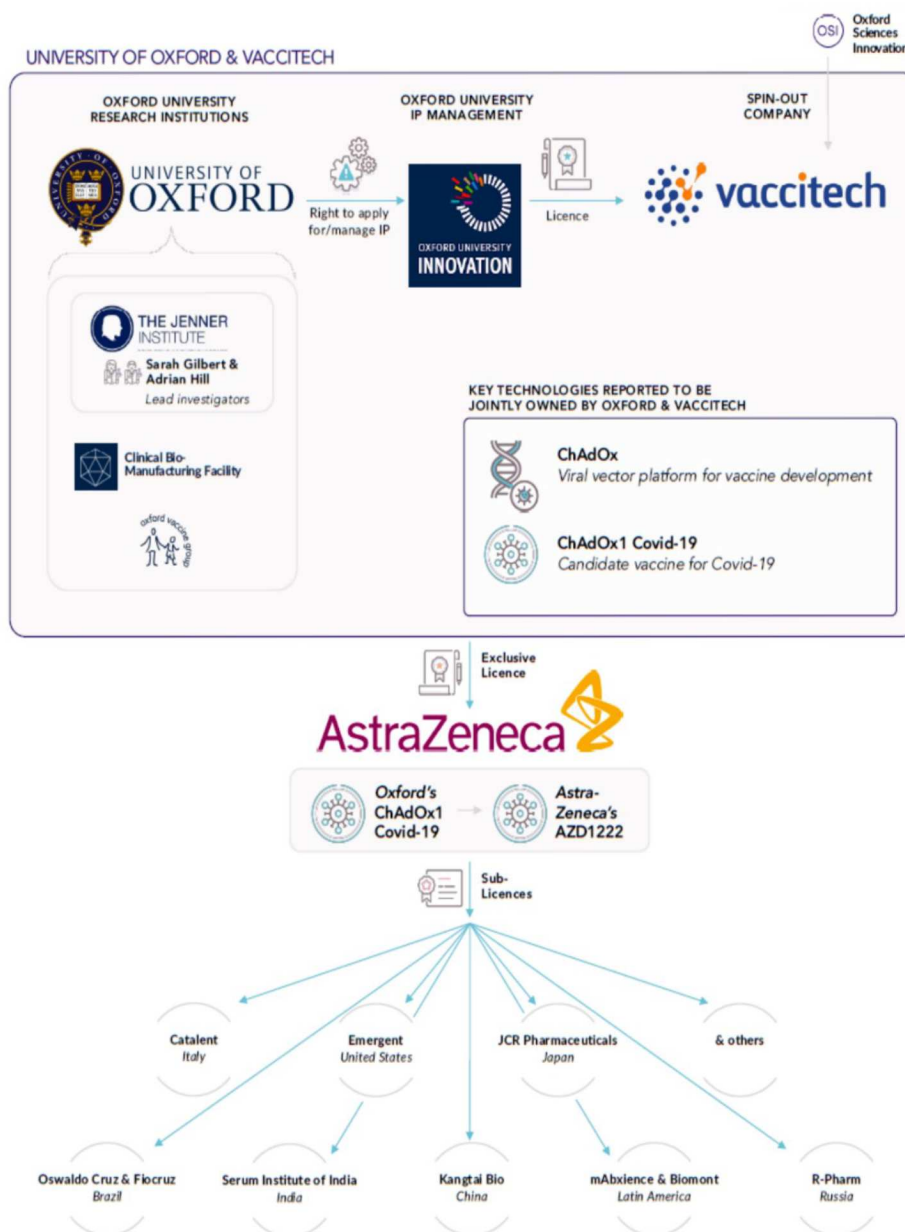 OSI
Oxford
Sciences
Innovation
UNIVERSITY OF OXFORD & VACCITECH
OXFORD UNIVERSITY
RESEARCH INSTITUTIONS
OXFORD UNIVERSITY
IP MANAGEMENT
SPIN-OUT
COMPANY
UNIVERSITY OF
OXFORD
Right to apply
for/manage IP
OXFORD UNIVERSITY
INNOVATION
Licence
vaccitech
THE JENNER
INSTITUTE
Sarah Gilbert &
Adrian Hill
Lead investigators
Clinical Bio-
Manufacturing Facility
oxford vaccine group
KEY TECHNOLOGIES REPORTED TO BE
JOINTLY OWNED BY OXFORD & VACCITECH
ChAdOx
Viral vector platform for vaccine development
ChAdOx1 Covid-19
Candidate vaccine for Covid-19
Exclusive
Licence
AstraZeneca
Oxford's
ChAdOx1
Covid-19
Astra-
Zeneca's
AZD1222
Sub-
Licences
Catalent
Italy
Emergent
United States
JCR Pharmaceuticals
Japan
& others
Oswaldo Cruz & Fiocruz
Brazil
Serum Institute of India
India
Kangtai Bio
China
mAbxience & Biomont
Latin America
R-Pharm
Russia